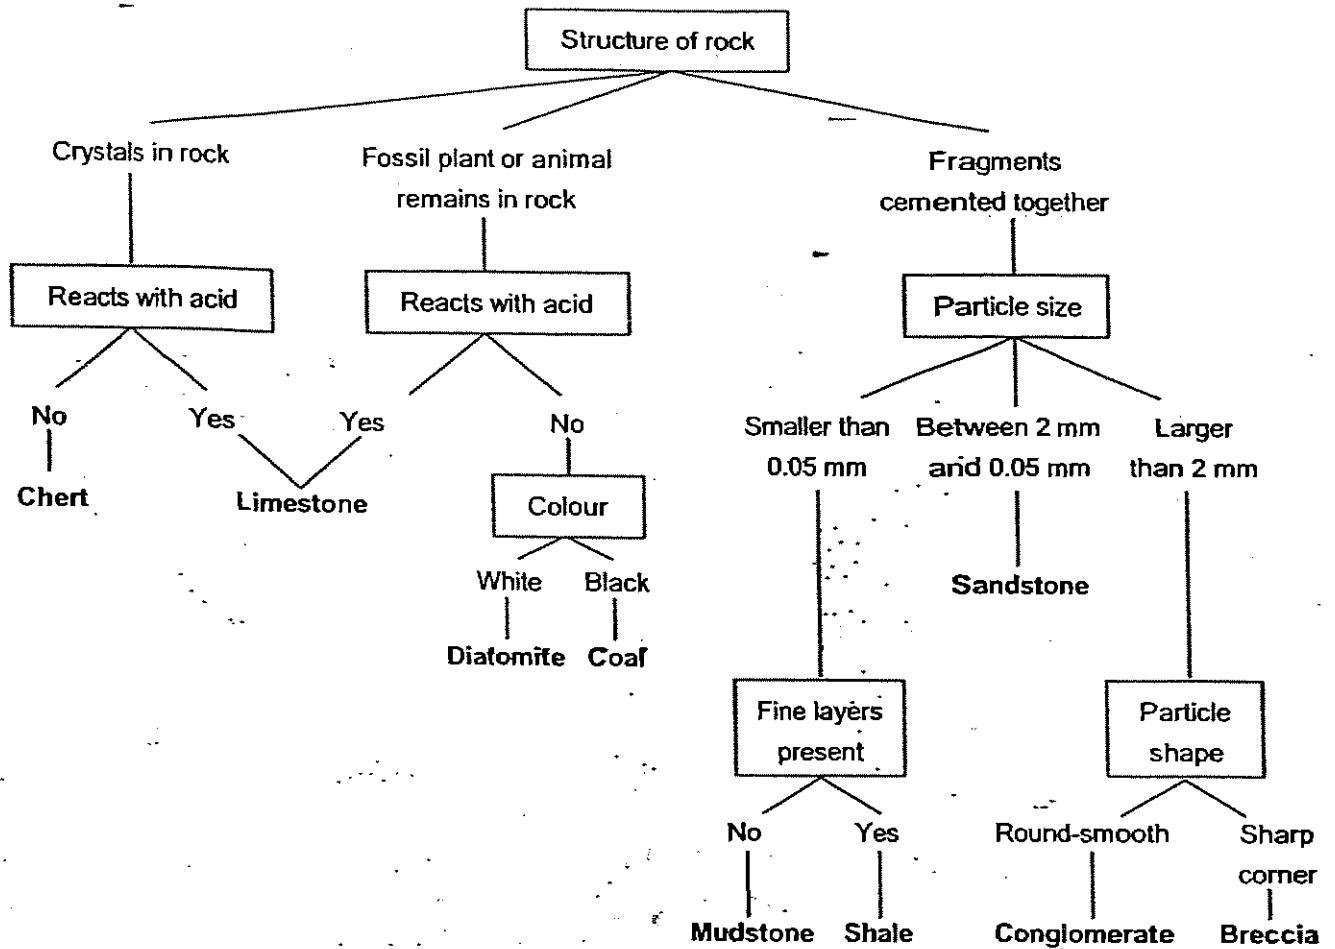 Structure of rock
Crystals in rock
Fossil plant or animal
remains in rock
Fragments
cemented together
Reacts with acid
Reacts with acid
Particle size
No
Yes
Yes
No
Smaller than
0.05 mm
Between 2 mm
and 0.05 mm
Larger
than 2 mm
Chert
Limestone
Colour
White
Black
Sandstone
Diatomite
Coal
Fine layers
present
Particle
shape
No
Yes
Round-smooth
Sharp
corner
Mudstone
Shale
Conglomerate
Breccia